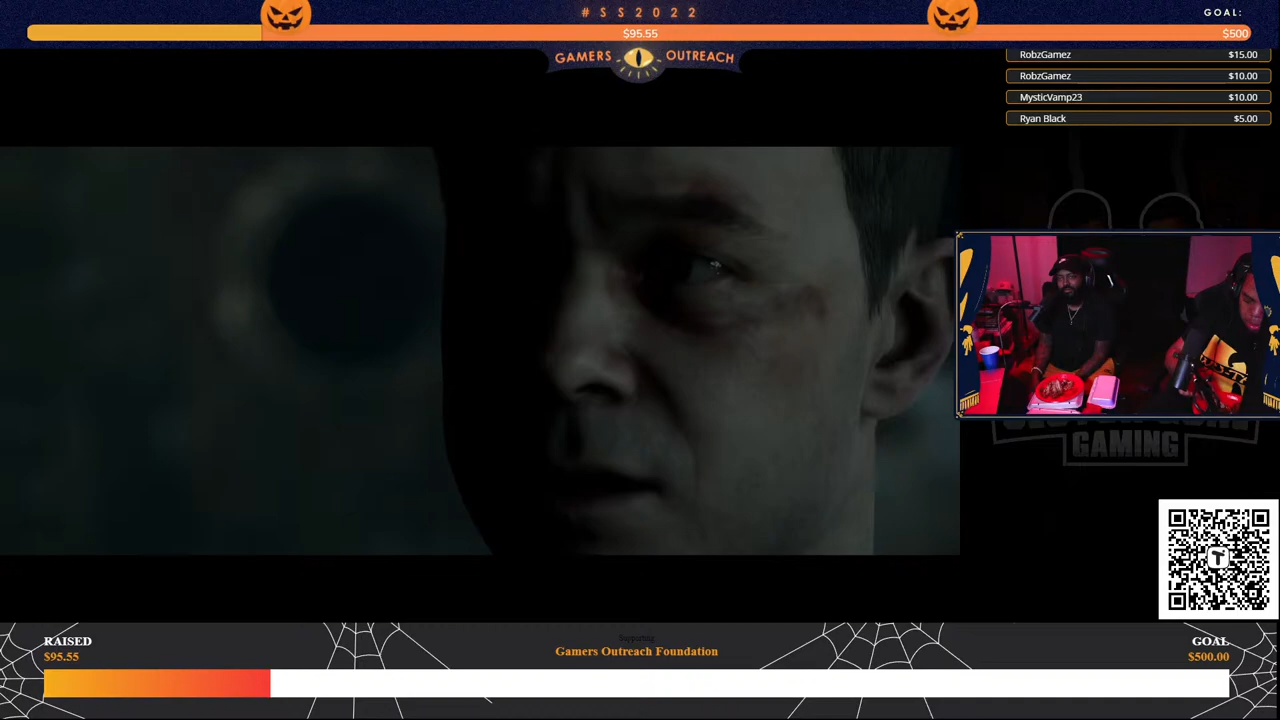 #SS2022
GOAL:
$95.55
$500
GAMERS OUTREACH
RobzGamez $15.00
RobzGamez $10.00
MysticVamp23 $10.00
Ryan Black $5.00
GAMING
RAISED
$95.55
Supporting
Gamers Outreach Foundation
GOAL
$500.00